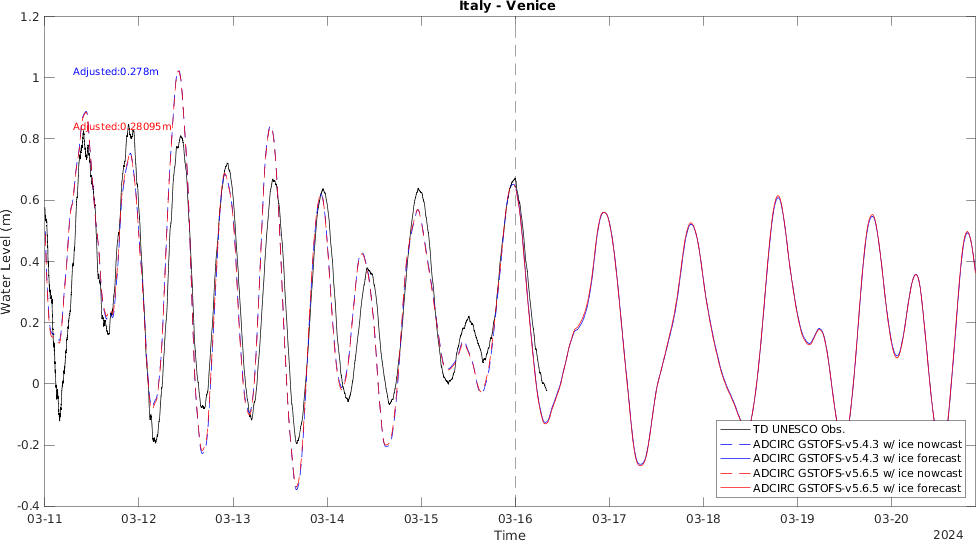 Italy - Venice
1.2
1
0.8
0.6
0.4
0.2
0
-0.2
-0.4
Water Level (m)
Adjusted:0.278m
Adjusted:0.28095m
TD UNESCO Obs.
ADCIRC GSTOFS-v5.4.3 w/ ice nowcast
ADCIRC GSTOFS-v5.4.3 w/ ice forecast
ADCIRC GSTOFS-v5.6.5 w/ ice nowcast
ADCIRC GSTOFS-v5.6.5 w/ ice forecast
03-11 03-12 03-13 03-14 03-15 03-16 03-17 03-18 03-19 03-20
Time
2024